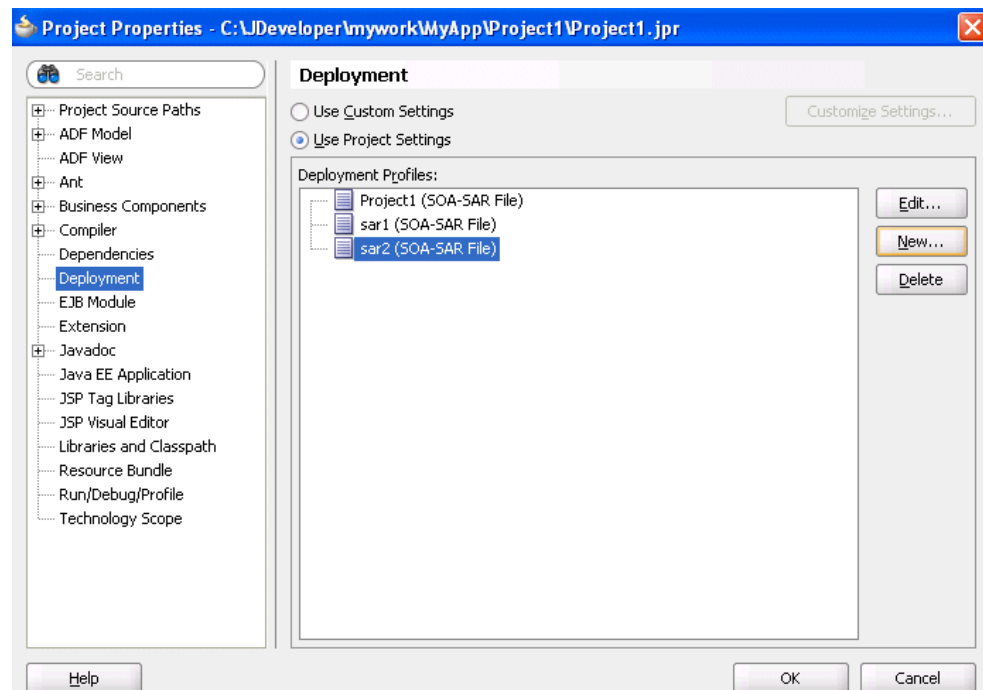 Project Properties - C:\JDeveloper\mywork\MyApp\Project1\Project1.jpr
Search
Project Source Paths
ADF Model
ADF View
Ant
Business Components
Compiler
Dependencies
Deployment
EJB Module
Extension
Javadoc
Java EE Application
JSP Tag Libraries
JSP Visual Editor
Libraries and Classpath
Resource Bundle
Run/Debug/Profile
Technology Scope
Deployment
Use Custom Settings
Customize Settings...
Use Project Settings
Deployment Profiles:
Project1 (SOA-SAR File)
sar1 (SOA-SAR File)
sar2 (SOA-SAR File)
Edit...
New...
Delete
Help
OK
Cancel